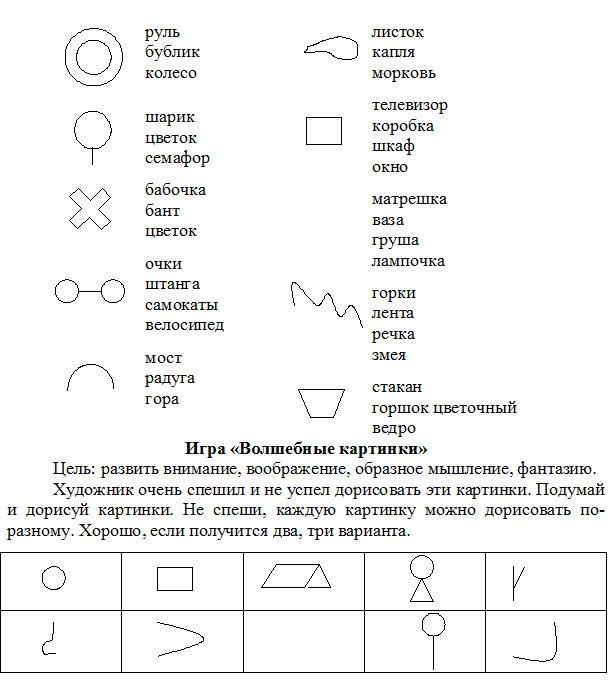 руль
бублик
колесо
шарик
цветок
семафор
бабочка
бант
цветок
очки
штанга
самокаты
велосипед
мост
радуга
гора
листок
капля
морковь
телевизор
коробка
шкаф
окно
матрешка
ваза
груша
лампочка
горки
лента
речка
змея
стакан
горшок цветочный
ведро
Игра «Волшебные картинки»
Цель: развить внимание, воображение, образное мышление, фантазию.
Художник очень спешил и не успел дорисовать эти картинки. Подумай
и дорисуй картинки. Не спеши, каждую картинку можно дорисовать по-
разному. Хорошо, если получится два, три варианта.